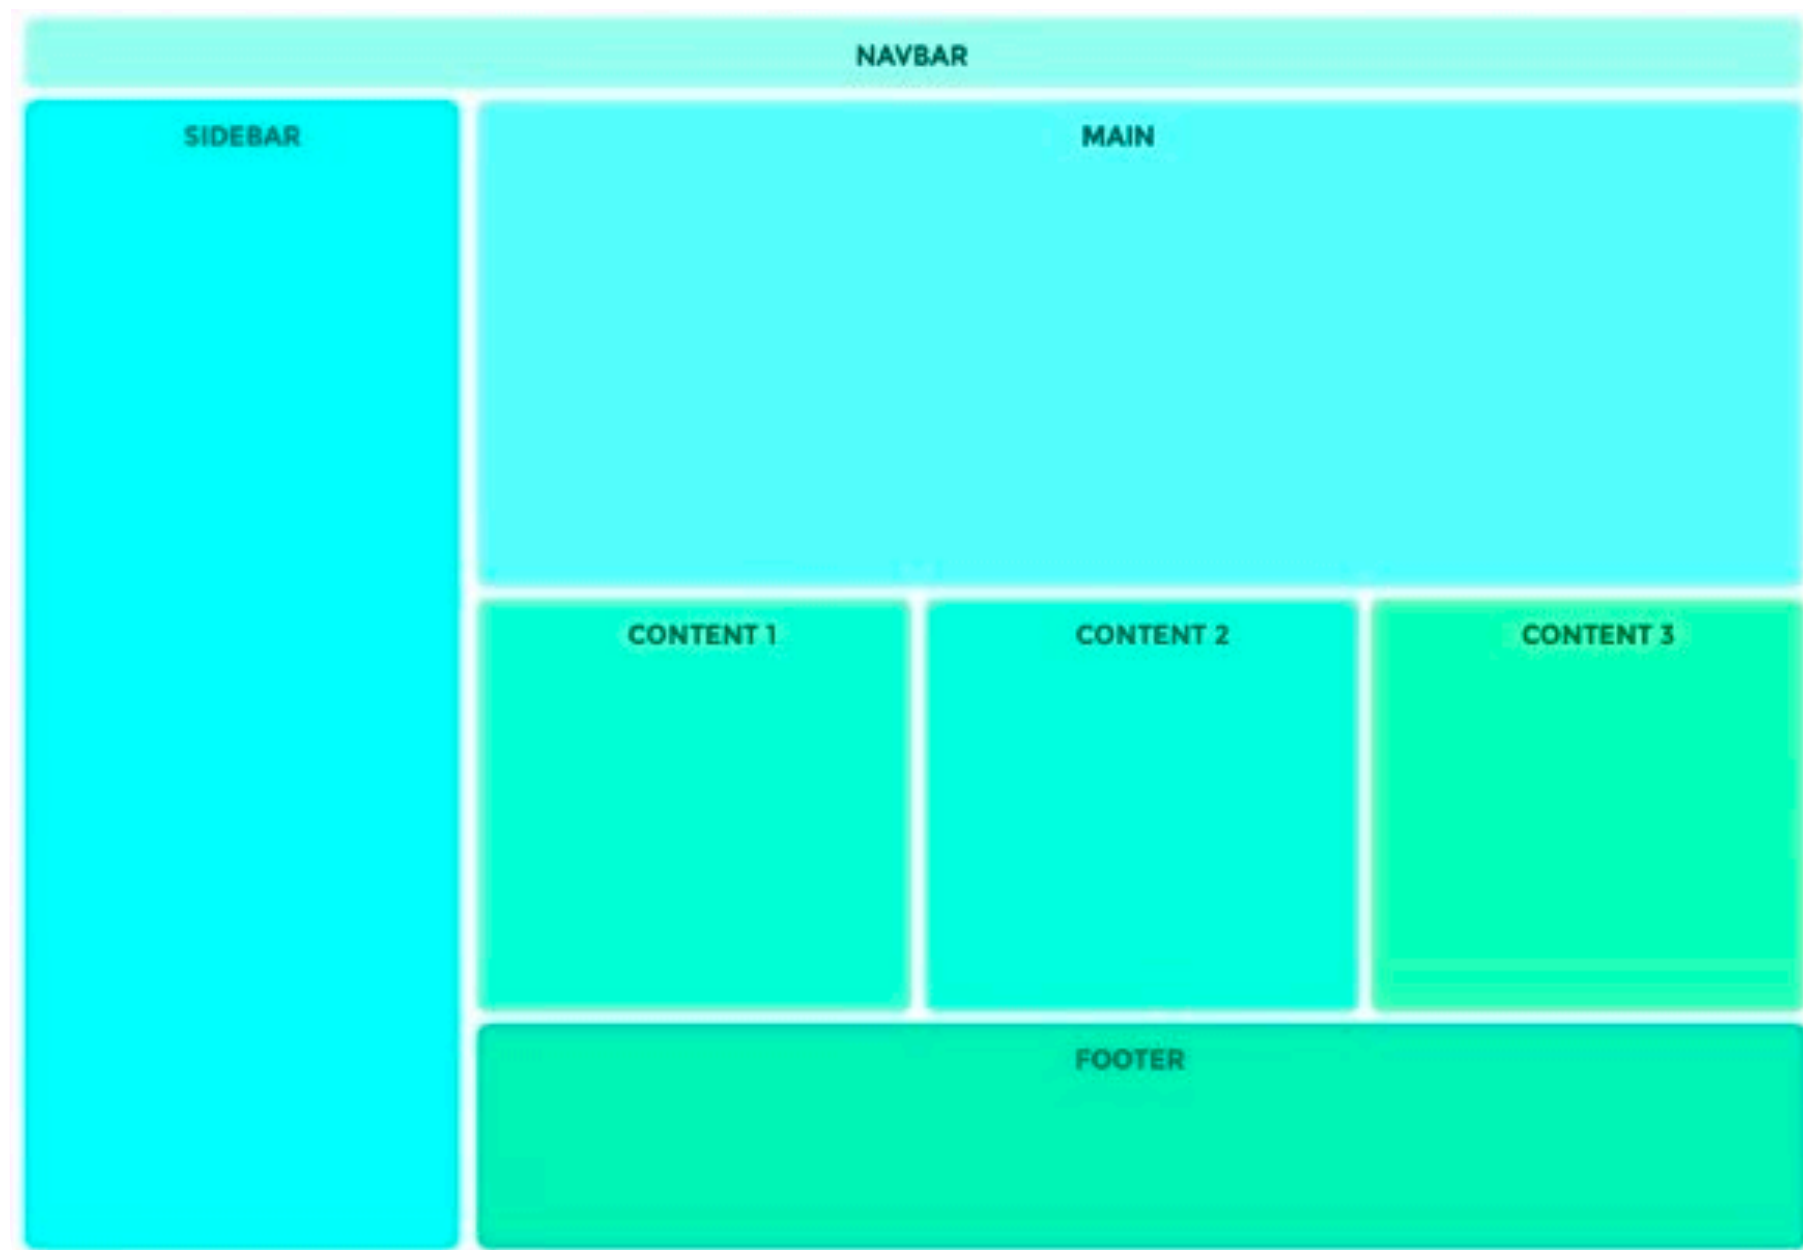 NAVBAR
SIDEBAR
MAIN
CONTENT 1
CONTENT 2
CONTENT 3
FOOTER